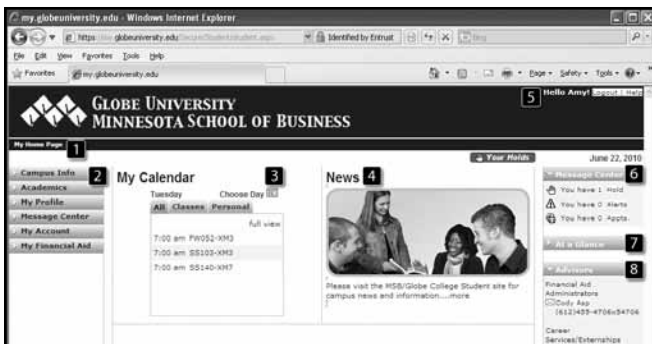 my.globeuniversity.edu - Windows Internet Explorer
globeuniversity.edu
Identified by Entrust
Bing
File Edit View Favorites Tools Help
Favorites my.globeuniversity.edu
Page Safety Tools
GLOBE UNIVERSITY
MINNESOTA SCHOOL OF BUSINESS
5 Hello Amy! Logout | Help
My Home Page 1
Your Holds June 22, 2010
Campus Info 2
Academics
My Profile
Message Center
My Account
My Financial Aid
My Calendar 3
Tuesday Choose Day
All Classes Personal
full view
7:00 am FW052-XM3
7:00 am SS103-XM3
7:00 am SS140-XM7
News 4
Please visit the MSB/Globe College Student site for
campus news and information....more
Message Center 6
You have 1 Hold
You have 0 Alerts
You have 0 Appts.
At a Glance 7
Advisors 8
Financial Aid
Administrators
Cody App
(612)455-4706x54706
Career
Services/Externships